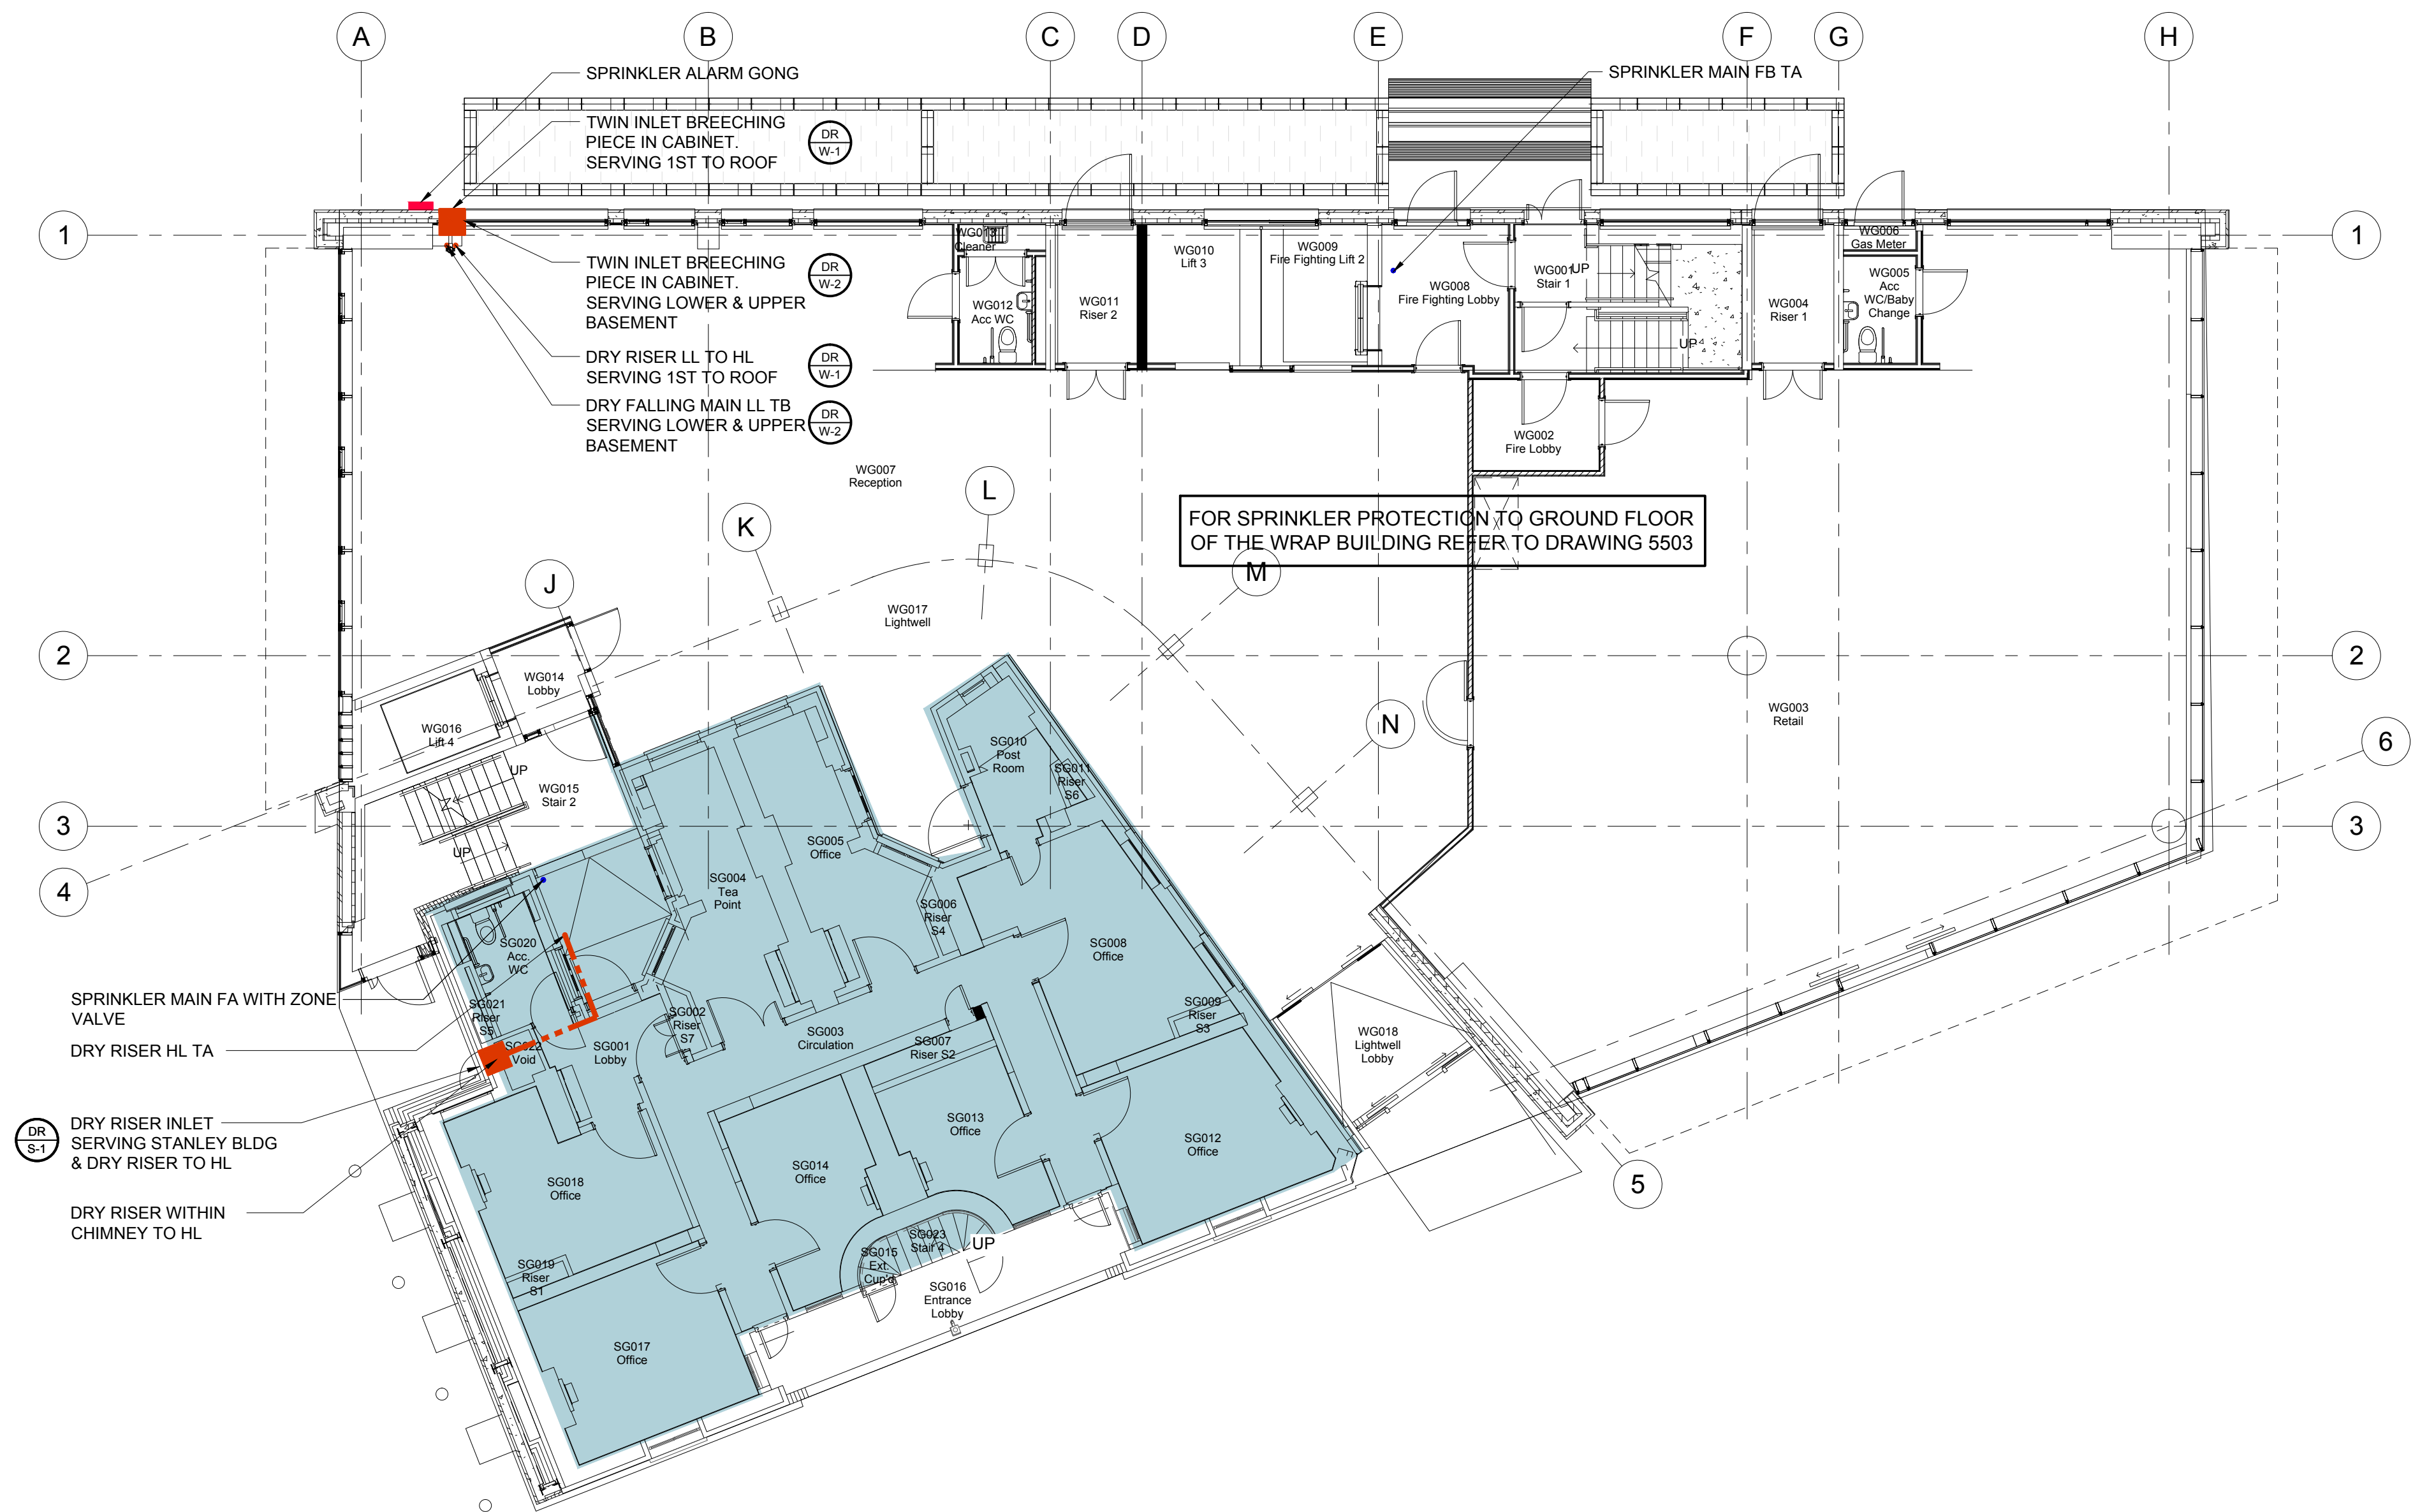 A
B
C
D
E
F
G
H
SPRINKLER ALARM GONG
SPRINKLER MAIN FB TA
TWIN INLET BREECHING
PIECE IN CABINET.
SERVING 1ST TO ROOF
DR
W-1
1
1
TWIN INLET BREECHING
PIECE IN CABINET.
SERVING LOWER & UPPER
BASEMENT
DR
W-2
DRY RISER LL TO HL
SERVING 1ST TO ROOF
DR
W-1
DRY FALLING MAIN LL TB
SERVING LOWER & UPPER
BASEMENT
DR
W-2
WG013
Cleaner
WG012
Acc WC
WG011
Riser 2
WG010
Lift 3
WG009
Fire Fighting Lift 2
WG008
Fire Fighting Lobby
WG001
Stair 1
UP
UP
WG004
Riser 1
WG006
Gas Meter
WG005
Acc
WC/Baby
Change
WG002
Fire Lobby
WG007
Reception
L
K
J
M
N
FOR SPRINKLER PROTECTION TO GROUND FLOOR
OF THE WRAP BUILDING REFER TO DRAWING 5503
WG017
Lightwell
2
2
WG014
Lobby
WG016
Lift 4
WG015
Stair 2
UP
UP
WG003
Retail
6
3
3
4
SG010
Post
Room
SG011
Riser
S6
SG005
Office
SG004
Tea
Point
SG006
Riser
S4
SG008
Office
SG020
Acc.
WC
SG021
Riser
S5
SG022
Void
SG001
Lobby
SG002
Riser
S7
SG003
Circulation
SG007
Riser S2
SG009
Riser
S3
WG018
Lightwell
Lobby
SPRINKLER MAIN FA WITH ZONE
VALVE
DRY RISER HL TA
DR
S-1
DRY RISER INLET
SERVING STANLEY BLDG
& DRY RISER TO HL
DRY RISER WITHIN
CHIMNEY TO HL
SG013
Office
SG012
Office
SG014
Office
SG018
Office
5
SG023
Stair 4
UP
SG015
Ext.
Cup'd
SG019
Riser
S1
SG016
Entrance
Lobby
SG017
Office